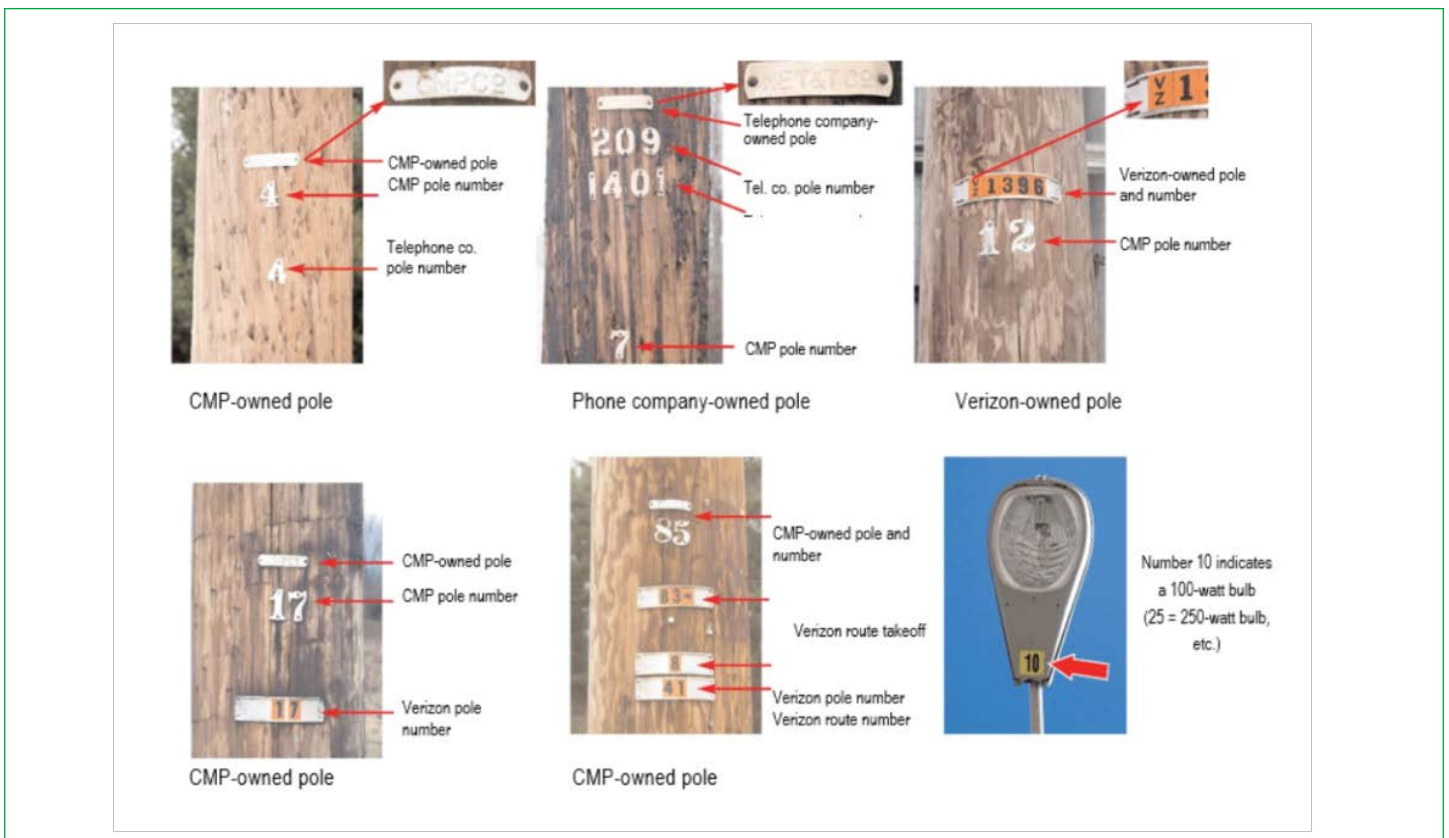 CMPCO
NET&TCO
VZ 1
CMP-owned pole
CMP pole number
4
Telephone co.
pole number
A
Telephone company-
owned pole
209
1401
Tel. co. pole number
7
CMP pole number
1396
Verizon-owned pole
and number
12
CMP pole number
CMP-owned pole
Phone company-owned pole
Verizon-owned pole
CMP-owned pole
17
CMP pole number
17
Verizon pole
number
85
CMP-owned pole and
number
83
Verizon route takeoff
8
41
Verizon pole number
Verizon route number
Number 10 indicates
a 100-watt bulb
(25 = 250-watt bulb,
etc.)
10
CMP-owned pole
CMP-owned pole